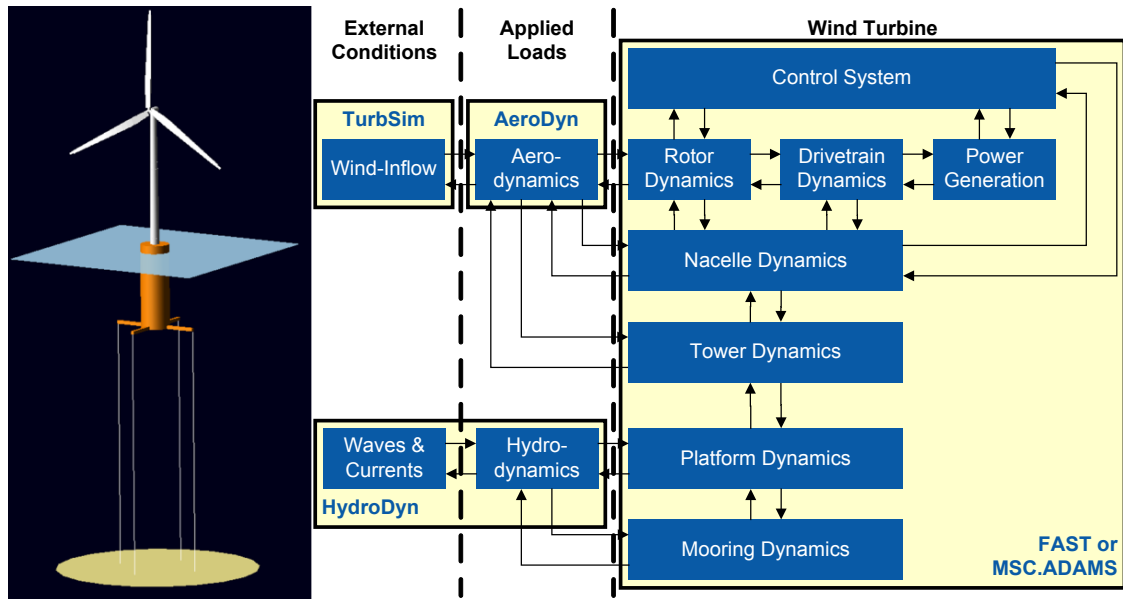 External
Conditions
Applied
Loads
Wind Turbine
Control System
TurbSim
AeroDyn
Wind-Inflow
Aero-
dynamics
Rotor
Dynamics
Drivetrain
Dynamics
Power
Generation
Nacelle Dynamics
Tower Dynamics
Waves &
Currents
Hydro-
dynamics
Platform Dynamics
HydroDyn
Mooring Dynamics
FAST or
MSC.ADAMS